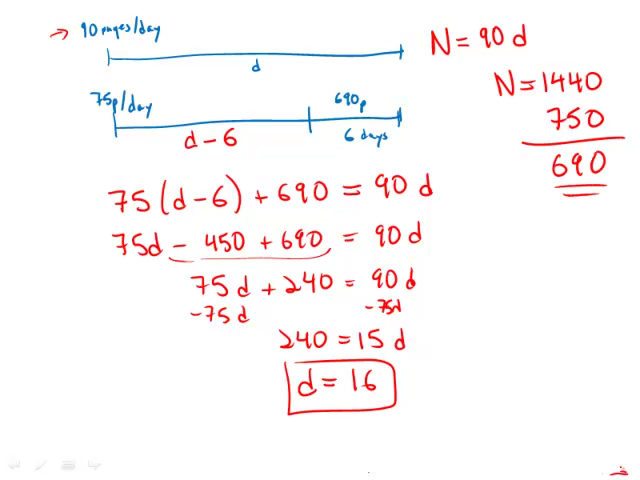 → 90 pages/day
d
N = 90 d
75p/day
690p
d - 6
6 days
N = 1440
750
690
75 (d - 6) + 690 = 90 d
75d - 450 + 690 = 90 d
75 d + 240 = 90 d
-75 d -75d
240 = 15 d
d = 16